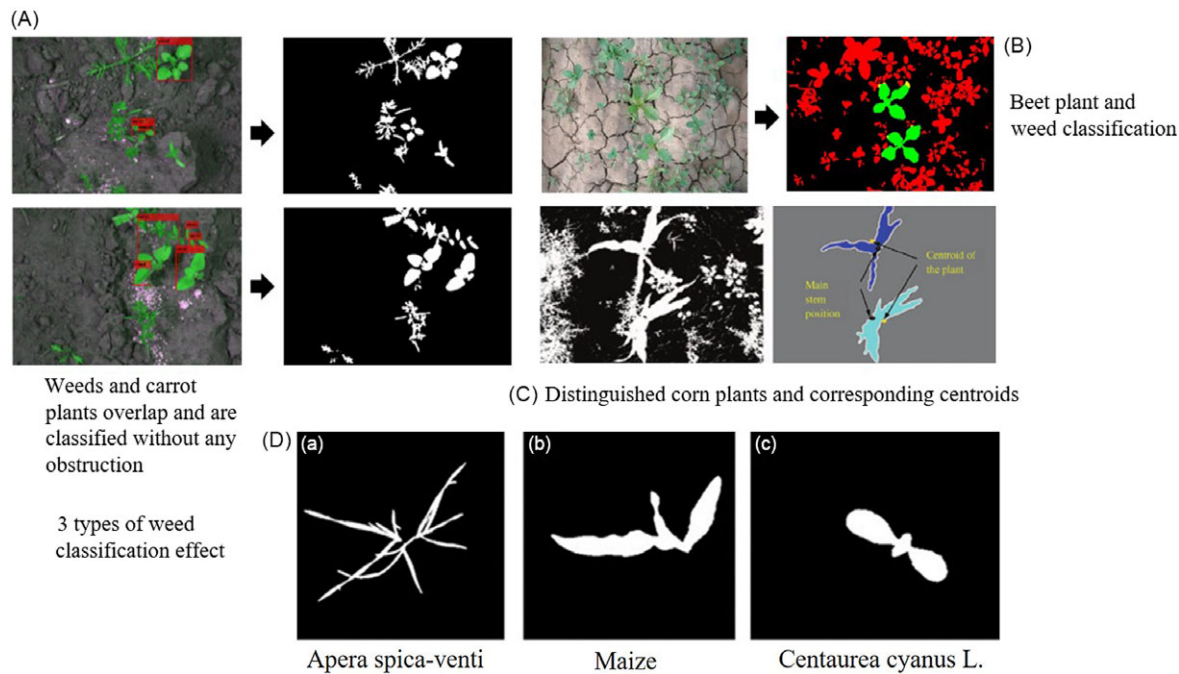 (A)
(B)
Beet plant and
weed classification
Centroid of
the plant
Main
stem
position
Weeds and carrot
plants overlap and are
classified without any
obstruction
(C) Distinguished corn plants and corresponding centroids
3 types of weed
classification effect
(D)
(a)
(b)
(c)
Apera spica-venti
Maize
Centaurea cyanus L.